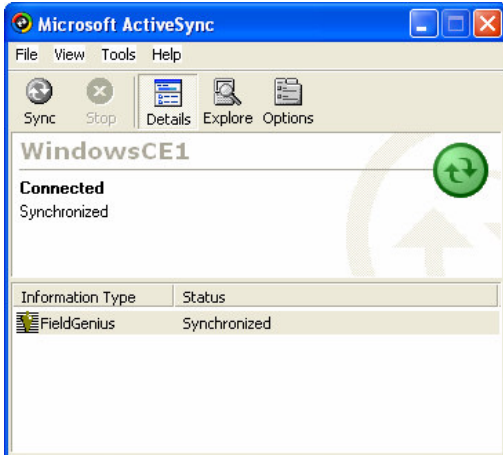 Microsoft ActiveSync
File View Tools Help
Sync Stop Details Explore Options
WindowsCE1
Connected
Synchronized
Information Type Status
FieldGenius Synchronized